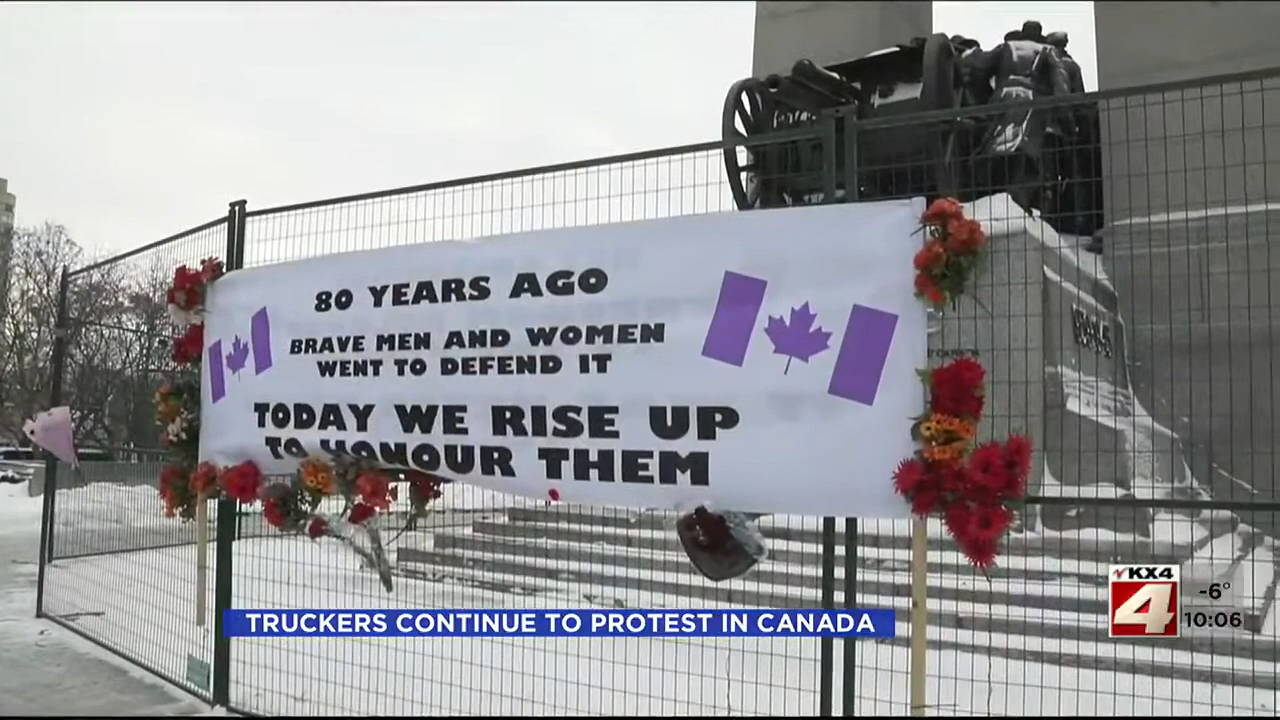 80 YEARS AGO
BRAVE MEN AND WOMEN
WENT TO DEFEND IT
TODAY WE RISE UP
TO HONOUR THEM
TRUCKERS CONTINUE TO PROTEST IN CANADA
KX4
4
-6°
10:06